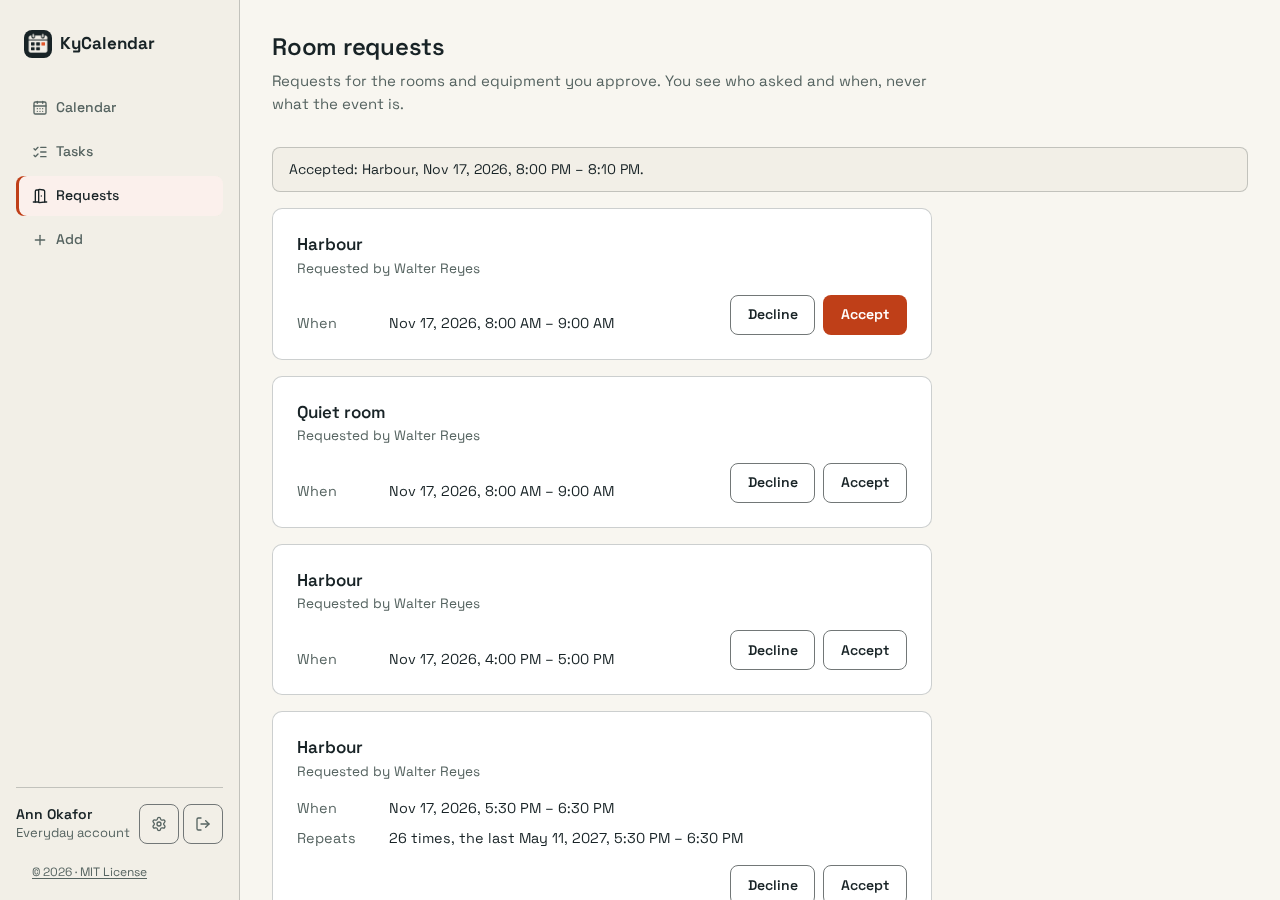 KyCalendar
Calendar
Tasks
Requests
Add
Ann Okafor
Everyday account
© 2026 · MIT License
Room requests
Requests for the rooms and equipment you approve. You see who asked and when, never
what the event is.
Accepted: Harbour, Nov 17, 2026, 8:00 PM – 8:10 PM.
Harbour
Requested by Walter Reyes
When Nov 17, 2026, 8:00 AM – 9:00 AM
Decline Accept
Quiet room
Requested by Walter Reyes
When Nov 17, 2026, 8:00 AM – 9:00 AM
Decline Accept
Harbour
Requested by Walter Reyes
When Nov 17, 2026, 4:00 PM – 5:00 PM
Decline Accept
Harbour
Requested by Walter Reyes
When Nov 17, 2026, 5:30 PM – 6:30 PM
Repeats 26 times, the last May 11, 2027, 5:30 PM – 6:30 PM
Decline Accept